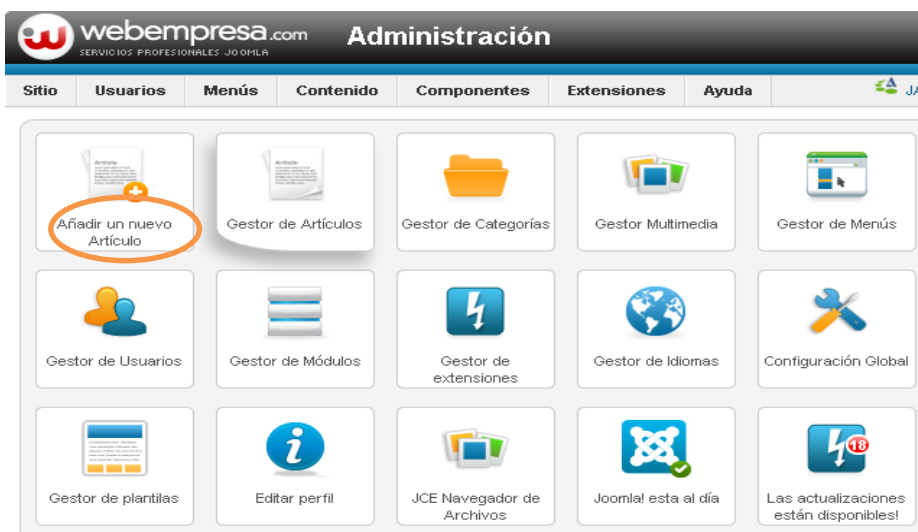 webempresa.com Administración
SERVICIOS PROFESIONALES JOOMLA
Sitio Usuarios Menús Contenido Componentes Extensiones Ayuda JA
Article Article
Añadir un nuevo
Artículo
Gestor de Artículos
Gestor de Categorías
Gestor Multimedia
Gestor de Menús
Gestor de Usuarios
Gestor de Módulos
Gestor de
extensiones
Gestor de Idiomas
Configuración Global
18
Gestor de plantilas
Editar perfil
JCE Navegador de
Archivos
Joomla! esta al día
Las actualizaciones
están disponibles!